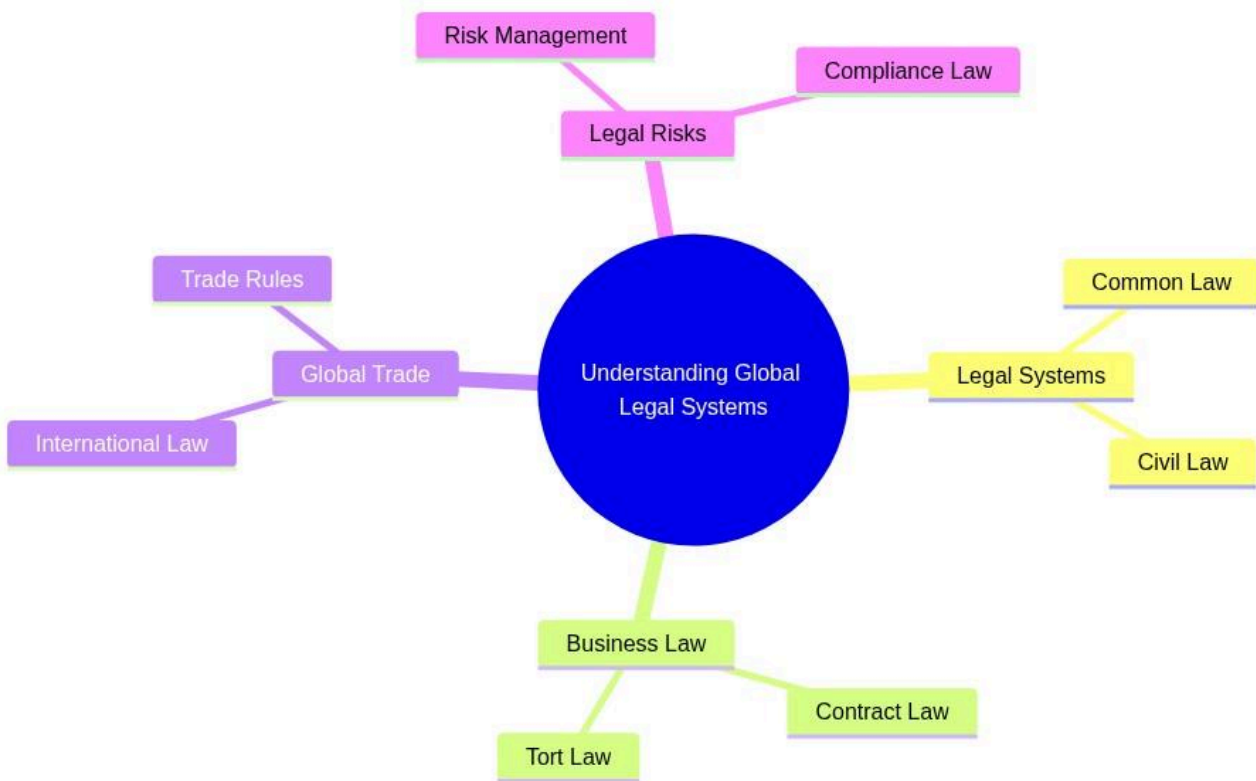 Risk Management
Compliance Law
Legal Risks
Trade Rules
Common Law
Global Trade
Understanding Global
Legal Systems
Legal Systems
International Law
Civil Law
Business Law
Contract Law
Tort Law